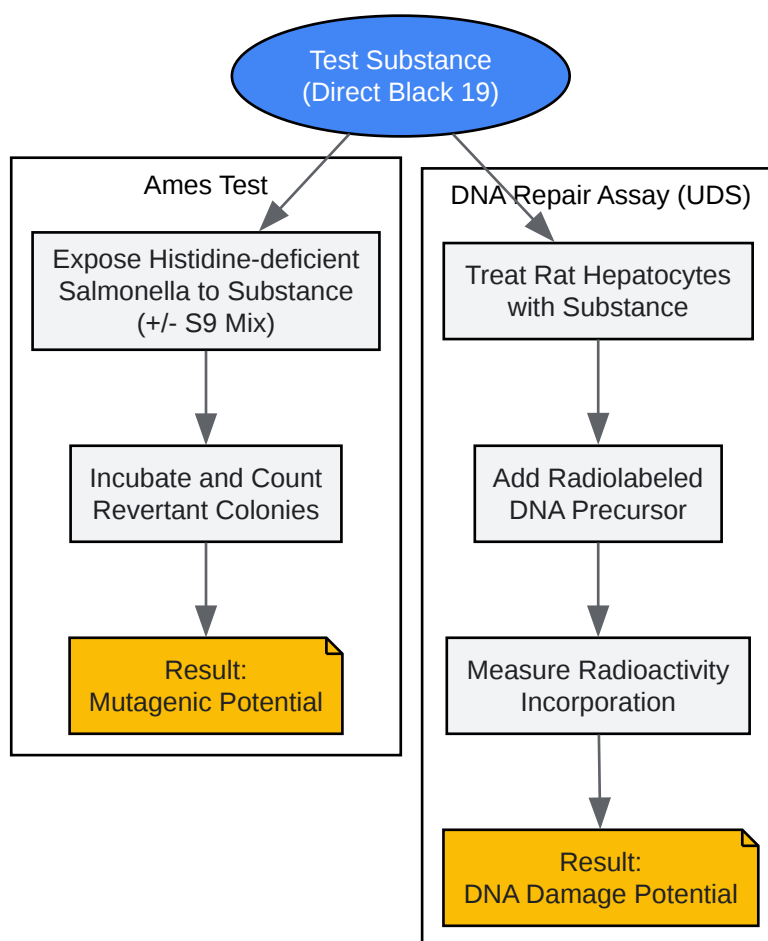 Test Substance
(Direct Black 19)
Ames Test
Expose Histidine-deficient
Salmonella to Substance
(+/- S9 Mix)
Incubate and Count
Revertant Colonies
Result:
Mutagenic Potential
DNA Repair Assay (UDS)
Treat Rat Hepatocytes
with Substance
Add Radiolabeled
DNA Precursor
Measure Radioactivity
Incorporation
Result:
DNA Damage Potential